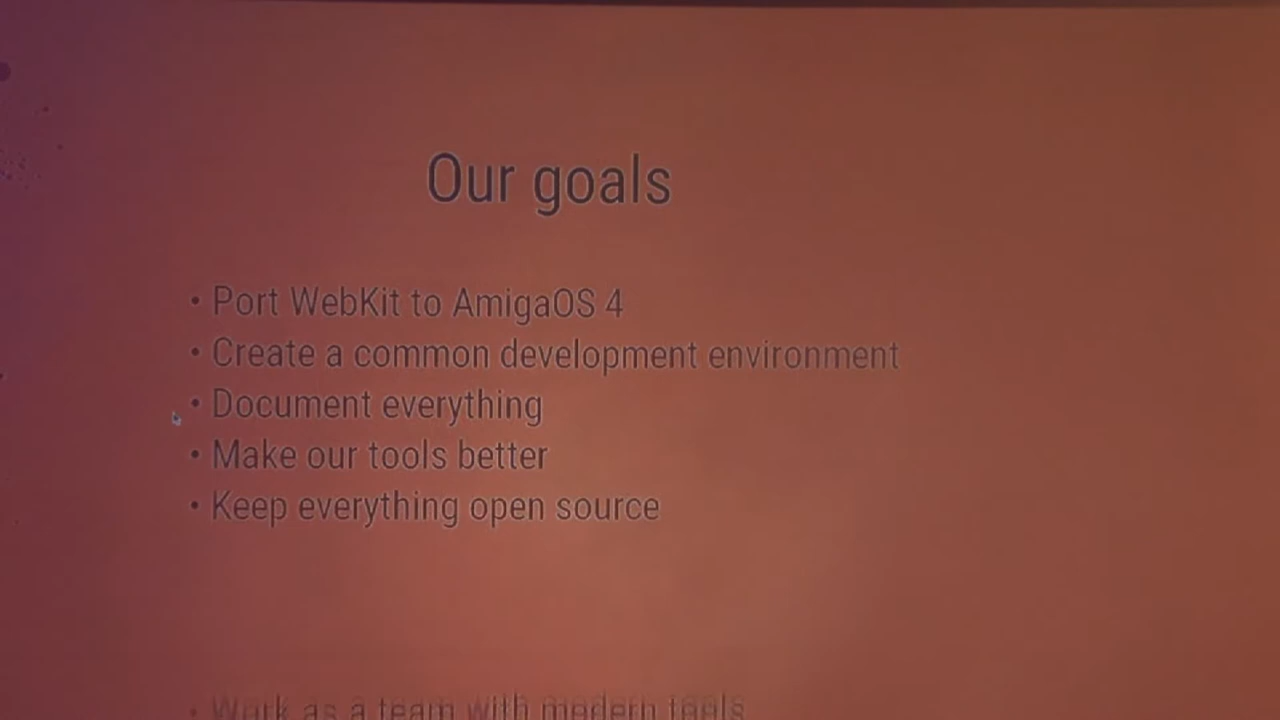 Our goals
• Port WebKit to AmigaOS 4
• Create a common development environment
• Document everything
• Make our tools better
• Keep everything open source
• Work as a team with modern tools